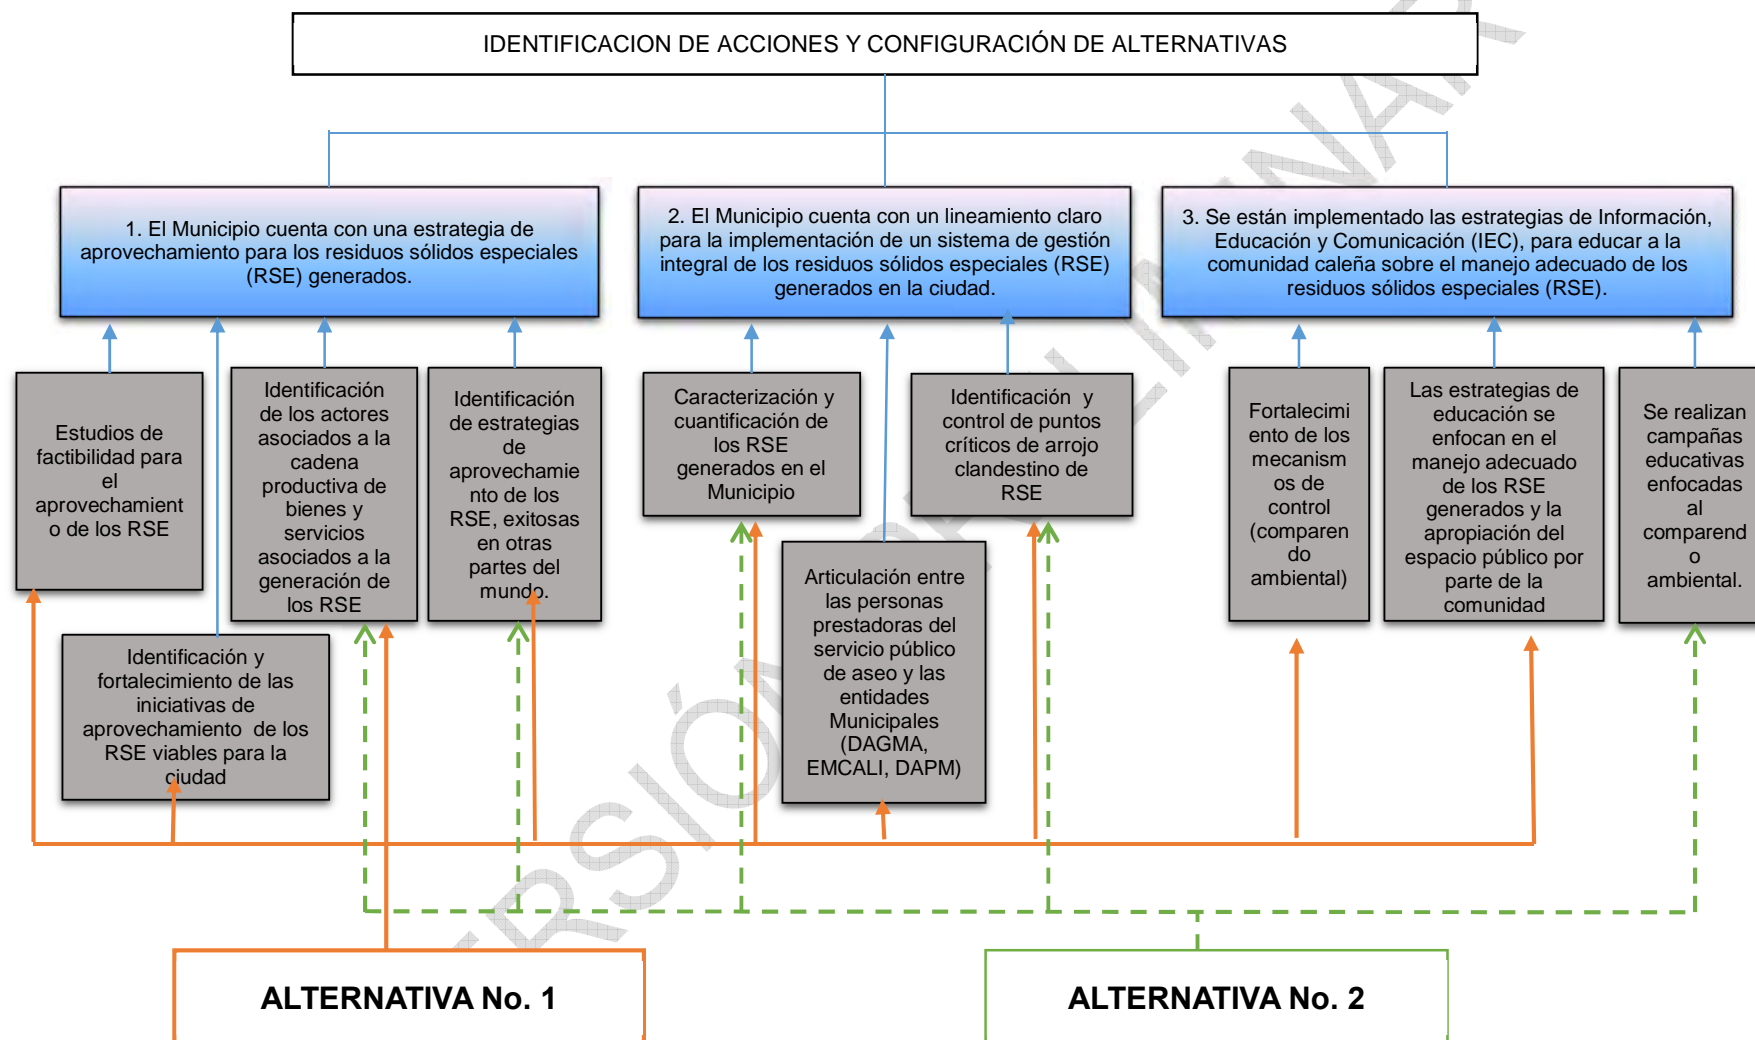 IDENTIFICACION DE ACCIONES Y CONFIGURACIÓN DE ALTERNATIVAS
1. El Municipio cuenta con una estrategia de
aprovechamiento para los residuos sólidos especiales
(RSE) generados.
2. El Municipio cuenta con un lineamiento claro
para la implementación de un sistema de gestión
integral de los residuos sólidos especiales (RSE)
generados en la ciudad.
3. Se están implementado las estrategias de Información,
Educación y Comunicación (IEC), para educar a la
comunidad caleña sobre el manejo adecuado de los
residuos sólidos especiales (RSE).
Estudios de
factibilidad para
el
aprovechamient
o de los RSE
Identificación
de los actores
asociados a la
cadena
productiva de
bienes y
servicios
asociados a la
generación de
los RSE
Identificación
de estrategias
de
aprovechamie
nto de los
RSE, exitosas
en otras
partes del
mundo.
Caracterización y
cuantificación de
los RSE
generados en el
Municipio
Identificación y
control de puntos
críticos de arrojo
clandestino de
RSE
Fortalecimi
ento de los
mecanism
os de
control
(comparen
do
ambiental)
Las estrategias de
educación se
enfocan en el
manejo adecuado
de los RSE
generados y la
apropiación del
espacio público por
parte de la
comunidad
Se realizan
campañas
educativas
enfocadas
al
comparend
o
ambiental.
Identificación y
fortalecimiento de las
iniciativas de
aprovechamiento de los
RSE viables para la
ciudad
Articulación entre
las personas
prestadoras del
servicio público
de aseo y las
entidades
Municipales
(DAGMA,
EMCALI, DAPM)
ALTERNATIVA No. 1
ALTERNATIVA No. 2